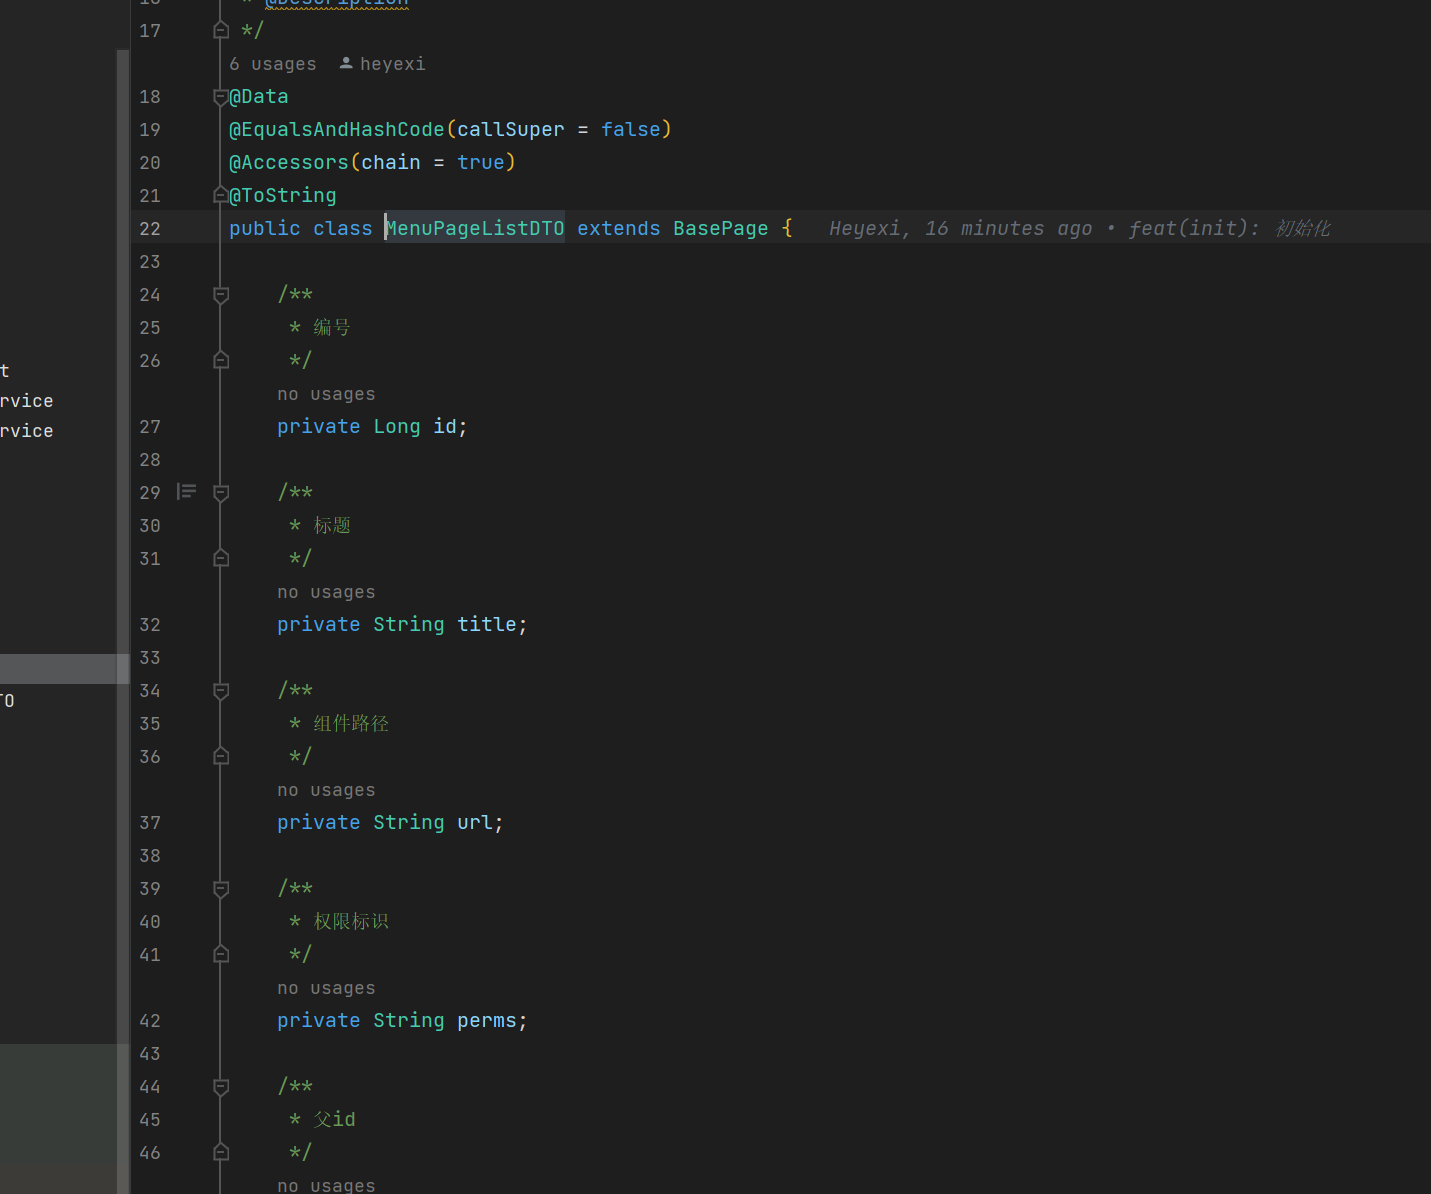 * @Description
17 */
6 usages heyexi
18 @Data
19 @EqualsAndHashCode(callSuper = false)
20 @Accessors(chain = true)
21 @ToString
22 public class MenuPageListDTO extends BasePage { Heyexi, 16 minutes ago • feat(init): 初始化
23
24 /**
25 * 编号
26 */
no usages
27 private Long id;
28
29 /**
30 * 标题
31 */
no usages
32 private String title;
33
34 /**
35 * 组件路径
36 */
no usages
37 private String url;
38
39 /**
40 * 权限标识
41 */
no usages
42 private String perms;
43
44 /**
45 * 父id
46 */
no usages
t
rvice
rvice
TO